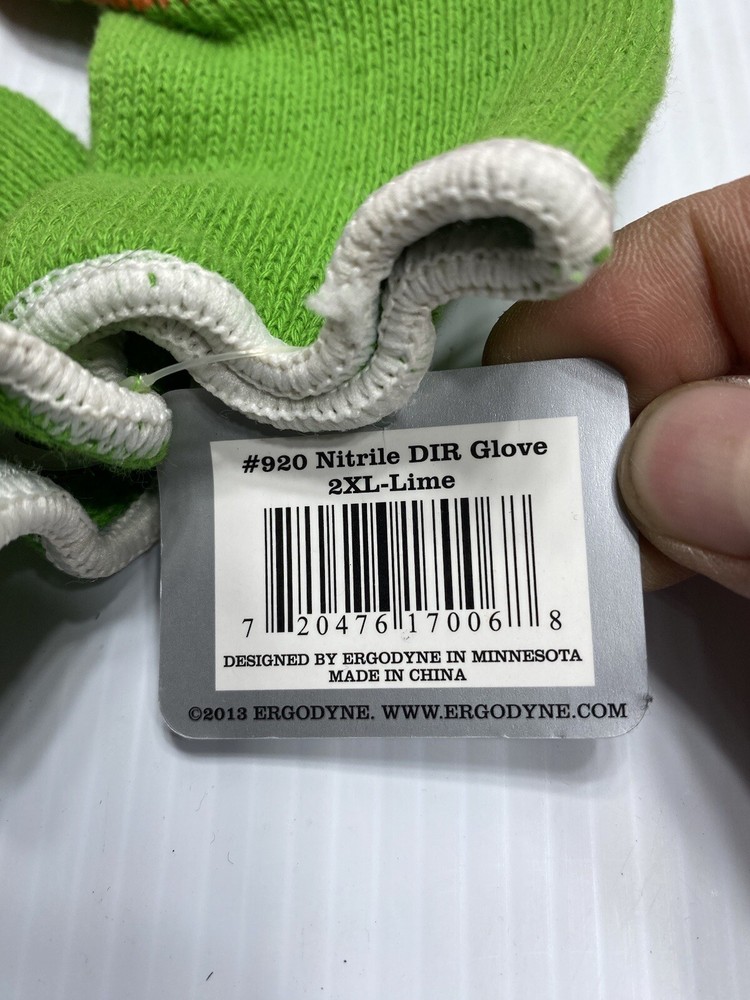 #920 Nitrile DIR Glove
2XL-Lime
7 20476 17006 8
DESIGNED BY ERGODYNE IN MINNESOTA
MADE IN CHINA
©2013 ERGODYNE. WWW.ERGODYNE.COM